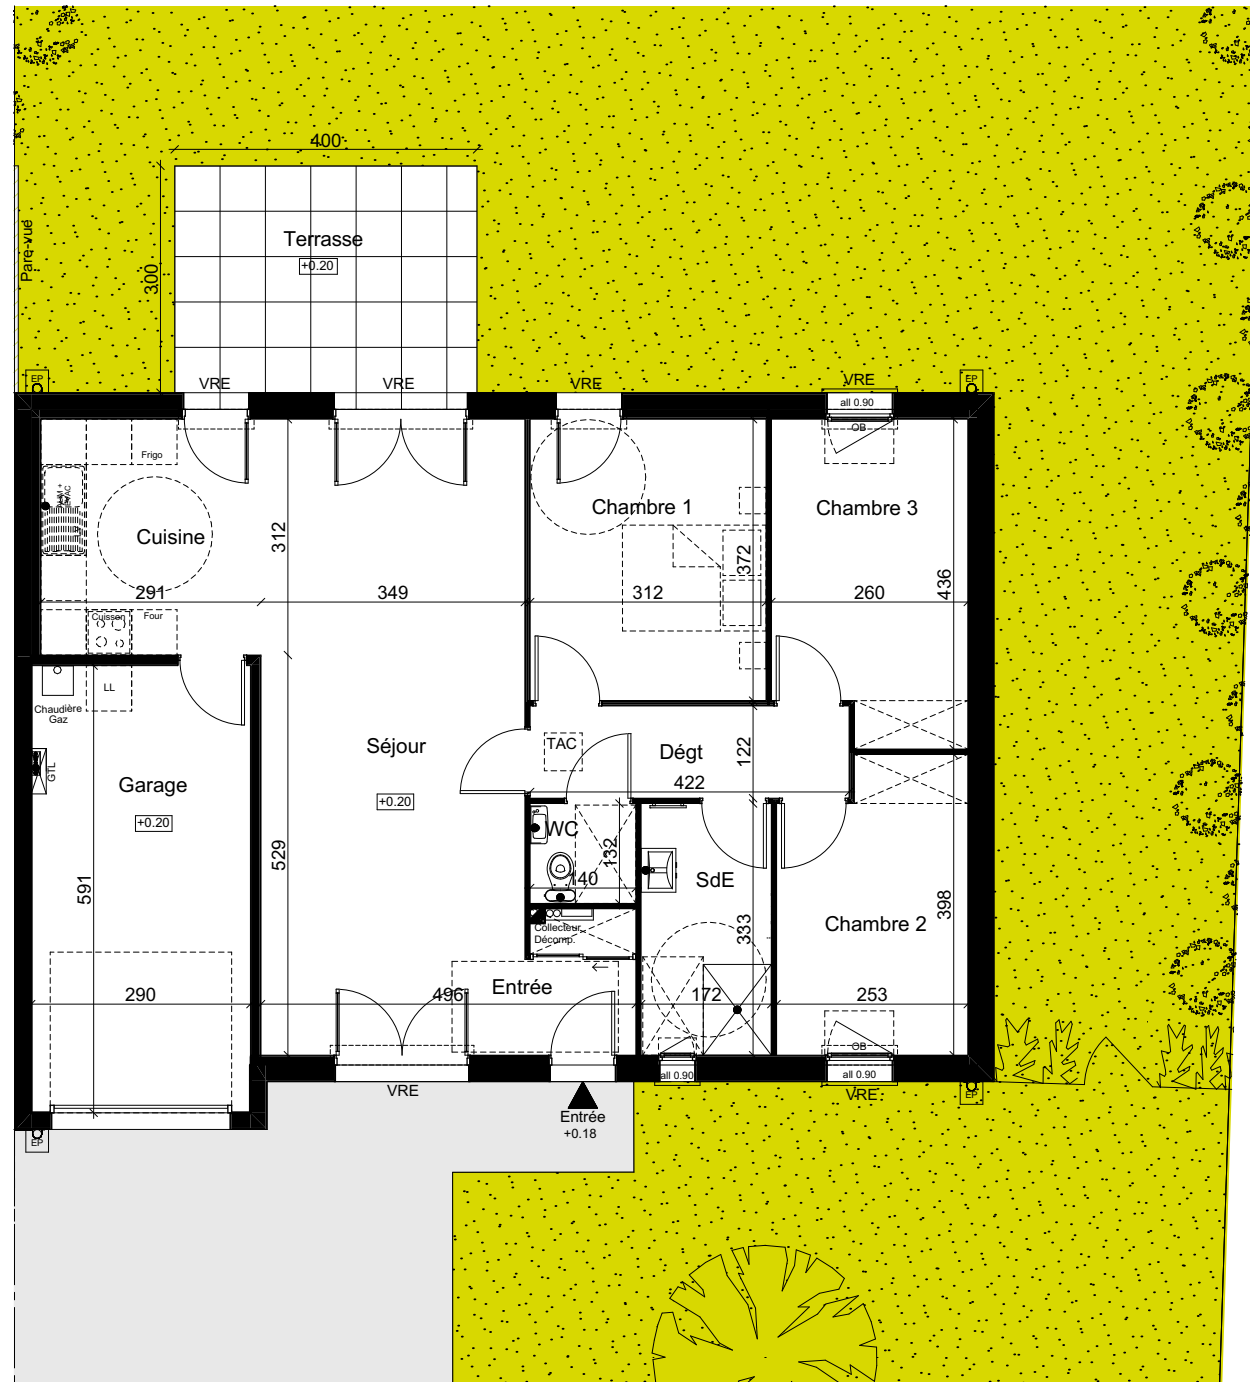 400
Pare-vue
Terrasse
+0.20
300
EP
VRE
VRE
VRE
VRE
EP
all 0.90
OB
Frigo
Cuisine
312
291
349
Chambre 1
372
312
Chambre 3
436
260
Cuisson
Four
LL
Chaudière
Gaz
GTL
Garage
+0.20
591
290
Séjour
+0.20
529
496
TAC
Dégt
122
422
WC
132
140
Collecteur
Décomp.
Entrée
SdE
333
172
Chambre 2
398
253
OB
all 0.90
all 0.90
VRE
VRE
EP
EP
Entrée
+0.18